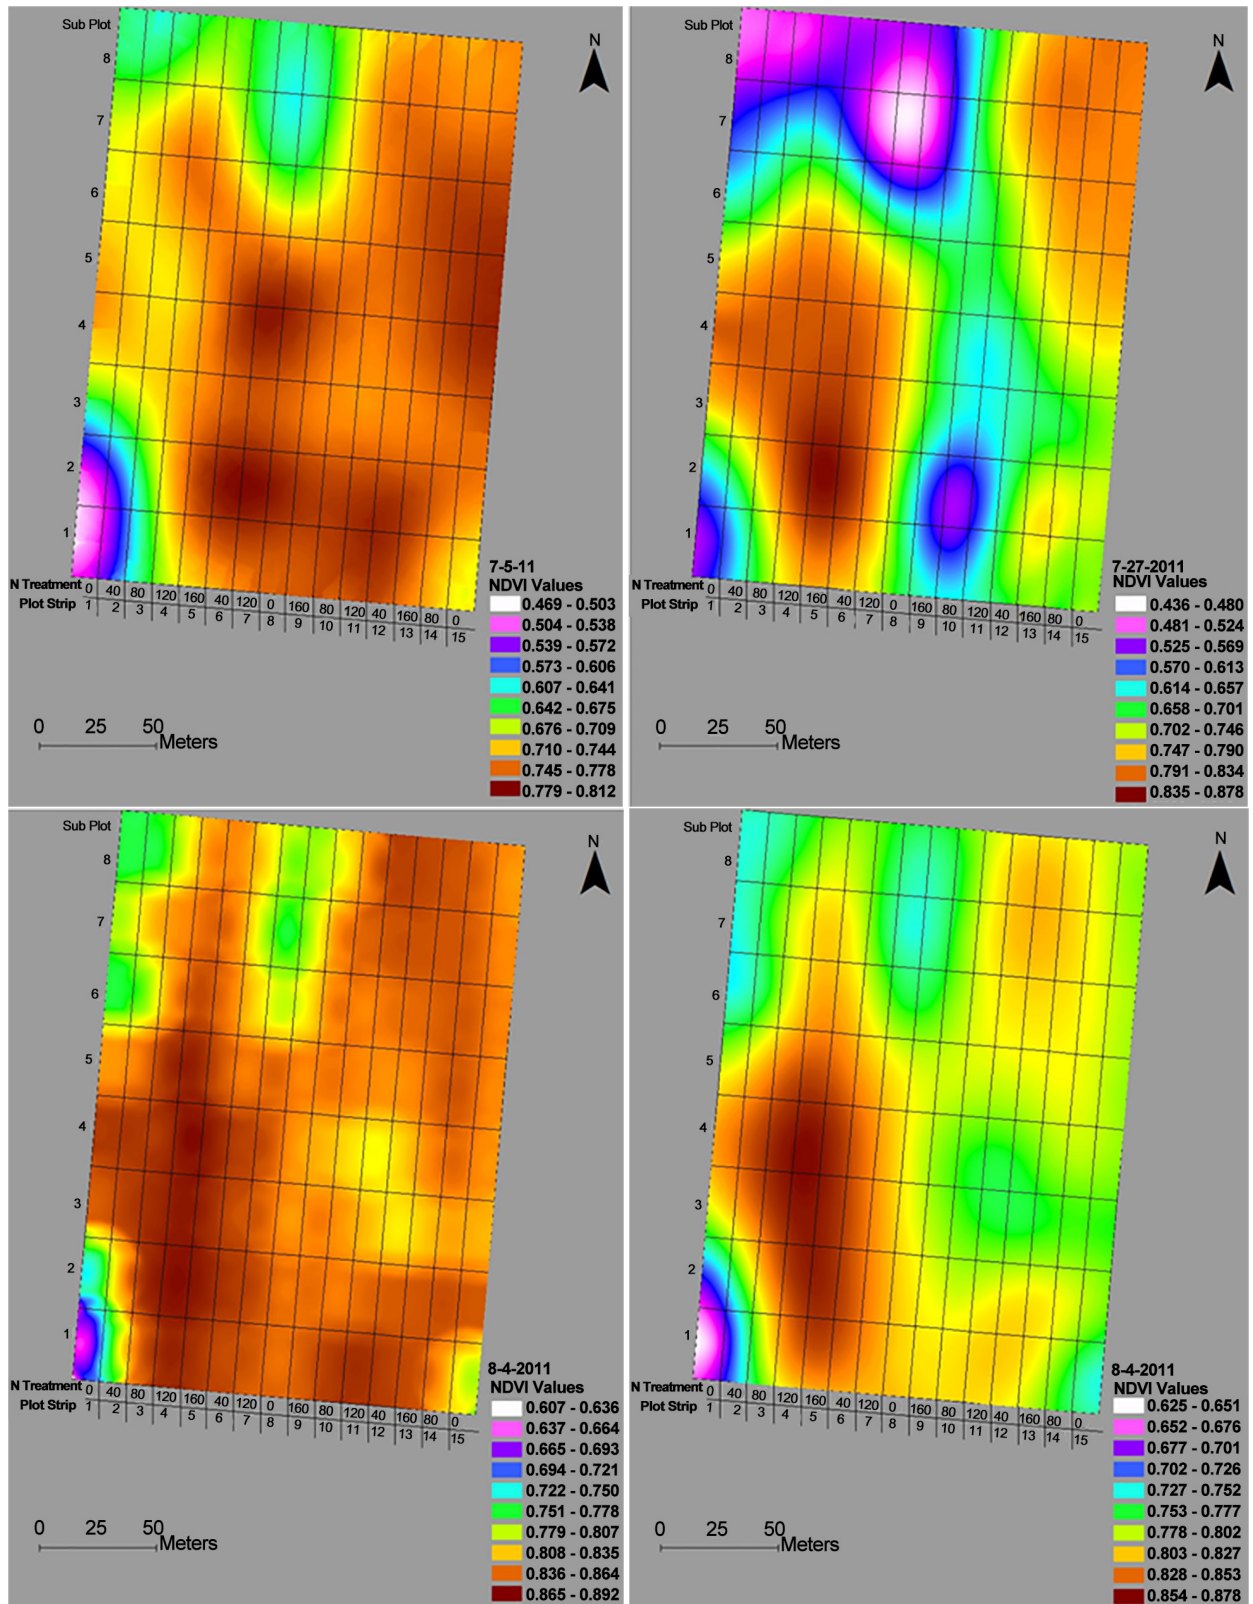 Sub Plot
N
8
7
6
5
4
3
2
1
N Treatment 0 40 80 120 160 40 120 0 160 80 120 40 160 80 0
Plot Strip 1 2 3 4 5 6 7 8 9 10 11 12 13 14 15
7-5-11
NDVI Values
0.469 - 0.503
0.504 - 0.538
0.539 - 0.572
0.573 - 0.606
0.607 - 0.641
0.642 - 0.675
0.676 - 0.709
0.710 - 0.744
0.745 - 0.778
0.779 - 0.812
0 25 50
Meters
Sub Plot
N
8
7
6
5
4
3
2
1
N Treatment 0 40 80 120 160 40 120 0 160 80 120 40 160 80 0
Plot Strip 1 2 3 4 5 6 7 8 9 10 11 12 13 14 15
7-27-2011
NDVI Values
0.436 - 0.480
0.481 - 0.524
0.525 - 0.569
0.570 - 0.613
0.614 - 0.657
0.658 - 0.701
0.702 - 0.746
0.747 - 0.790
0.791 - 0.834
0.835 - 0.878
0 25 50
Meters
Sub Plot
N
8
7
6
5
4
3
2
1
N Treatment 0 40 80 120 160 40 120 0 160 80 120 40 160 80 0
Plot Strip 1 2 3 4 5 6 7 8 9 10 11 12 13 14 15
8-4-2011
NDVI Values
0.607 - 0.636
0.637 - 0.664
0.665 - 0.693
0.694 - 0.721
0.722 - 0.750
0.751 - 0.778
0.779 - 0.807
0.808 - 0.835
0.836 - 0.864
0.865 - 0.892
0 25 50
Meters
Sub Plot
N
8
7
6
5
4
3
2
1
N Treatment 0 40 80 120 160 40 120 0 160 80 120 40 160 80 0
Plot Strip 1 2 3 4 5 6 7 8 9 10 11 12 13 14 15
8-4-2011
NDVI Values
0.625 - 0.651
0.652 - 0.676
0.677 - 0.701
0.702 - 0.726
0.727 - 0.752
0.753 - 0.777
0.778 - 0.802
0.803 - 0.827
0.828 - 0.853
0.854 - 0.878
0 25 50
Meters